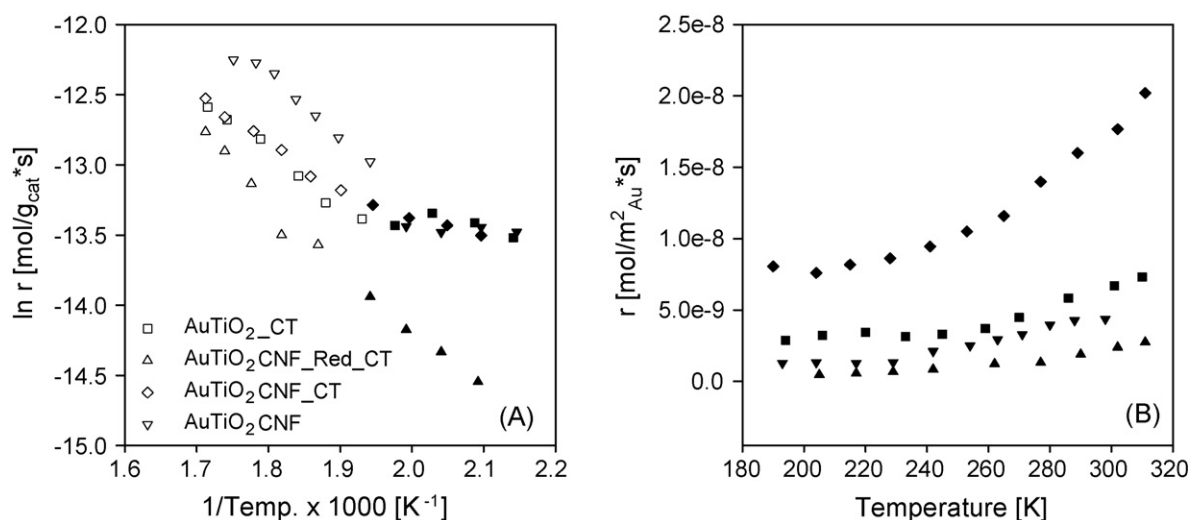 -12.0
-12.5
-13.0
-13.5
-14.0
-14.5
-15.0
ln r [mol/g_cat*s]
AuTiO₂_CT
AuTiO₂CNF_Red_CT
AuTiO₂CNF_CT
AuTiO₂CNF
(A)
1.6 1.7 1.8 1.9 2.0 2.1 2.2
1/Temp. x 1000 [K⁻¹]
2.5e-8
2.0e-8
1.5e-8
1.0e-8
5.0e-9
0.0
r [mol/m²_Au*s]
(B)
180 200 220 240 260 280 300 320
Temperature [K]